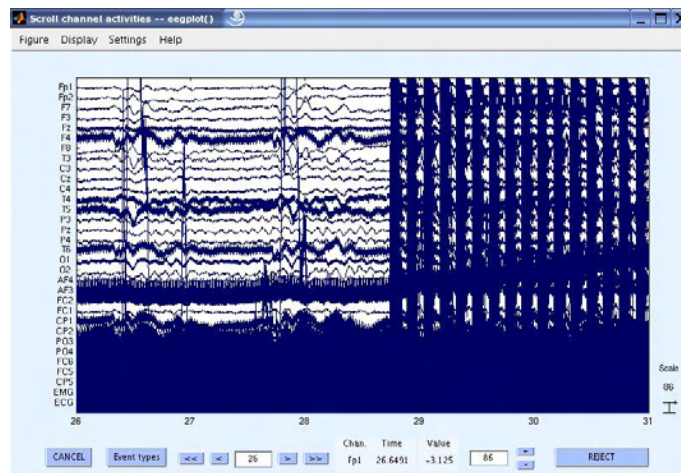 Scroll channel activities -- eegplot()
Figure Display Settings Help
Fp1
Fp2
F7
F3
Fz
F4
F8
T3
C3
Cz
C4
T4
T5
P3
Pz
P4
T6
O1
O2
AF4
AF3
FC2
FC1
CP1
CP2
PO3
PO4
FC6
FC5
CP5
EMG
ECG
26 27 28 29 30 31
Scale
86
Chan. Time Value
CANCEL Event types << < 26 > >> Fp1 26.6491 -3.125 86 + - REJECT